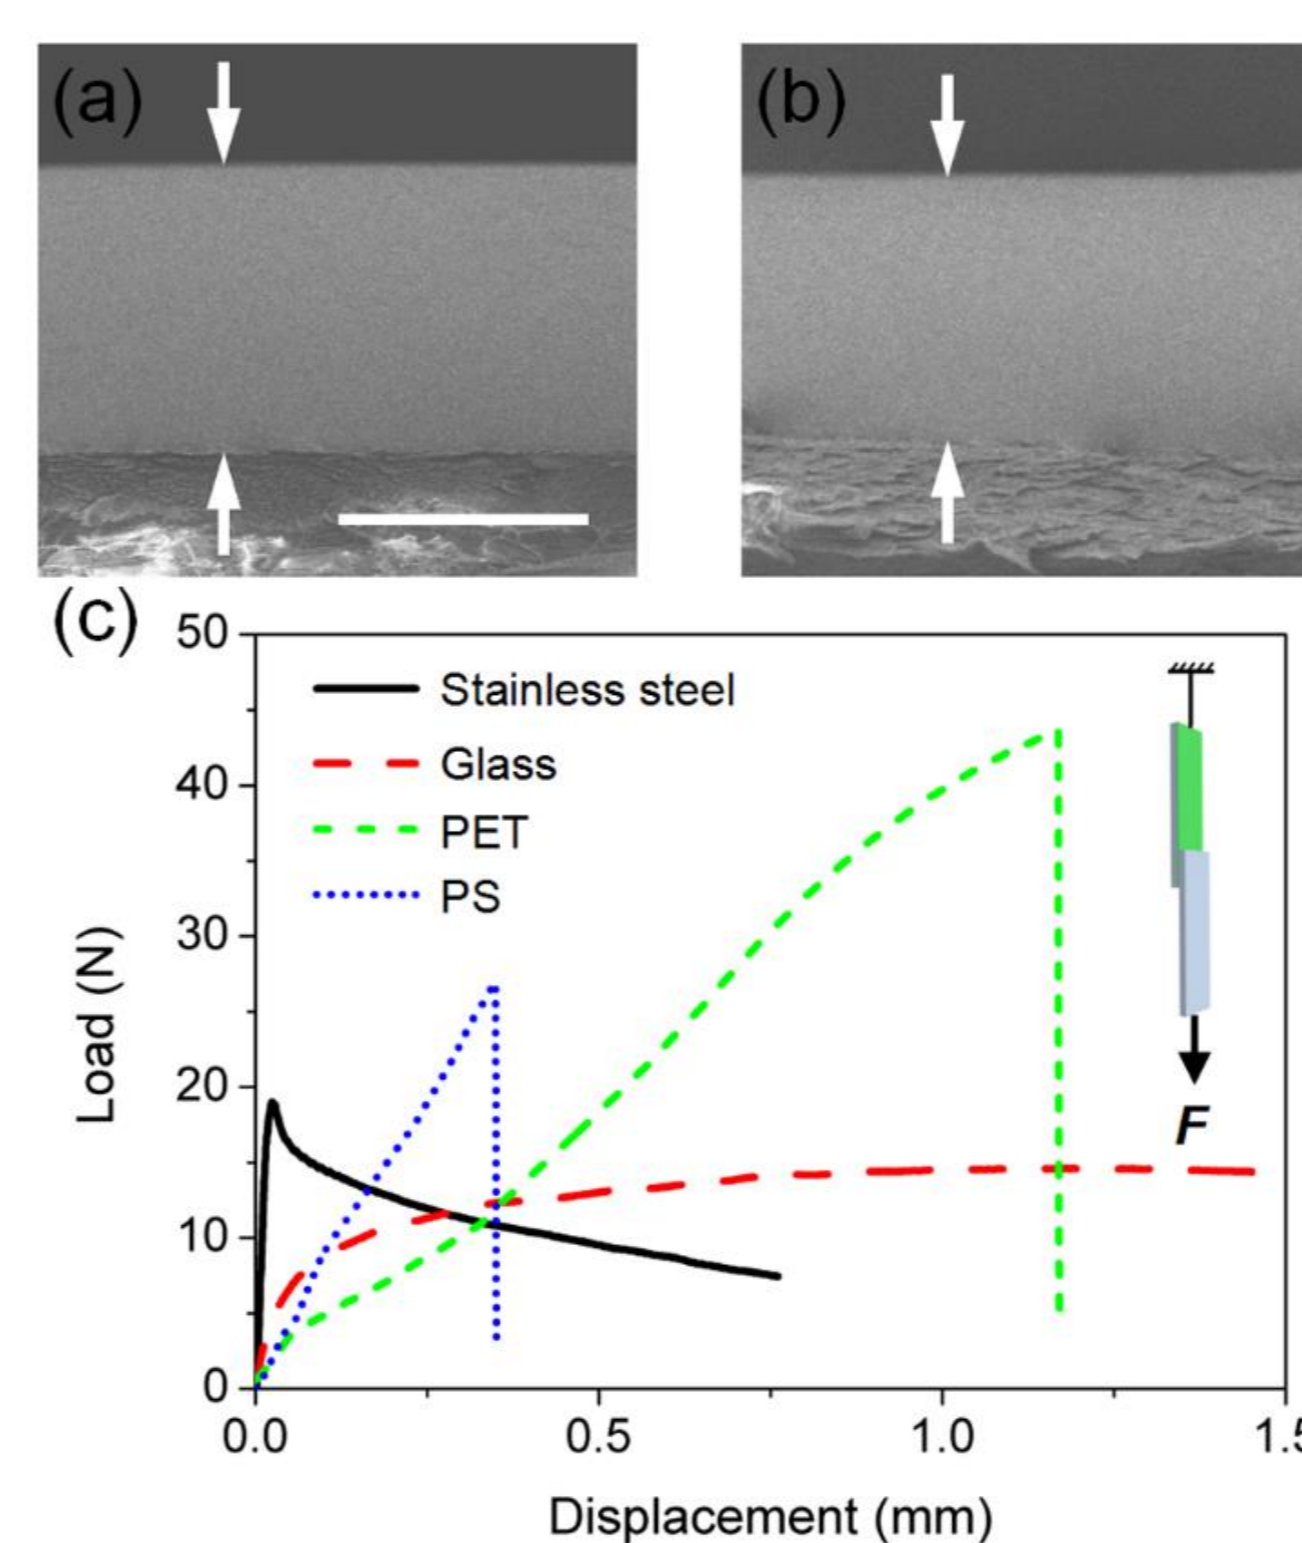 (a)
(b)
(c)
50
40
30
20
10
0
Load (N)
Stainless steel
Glass
PET
PS
F
0.0
0.5
1.0
1.5
Displacement (mm)